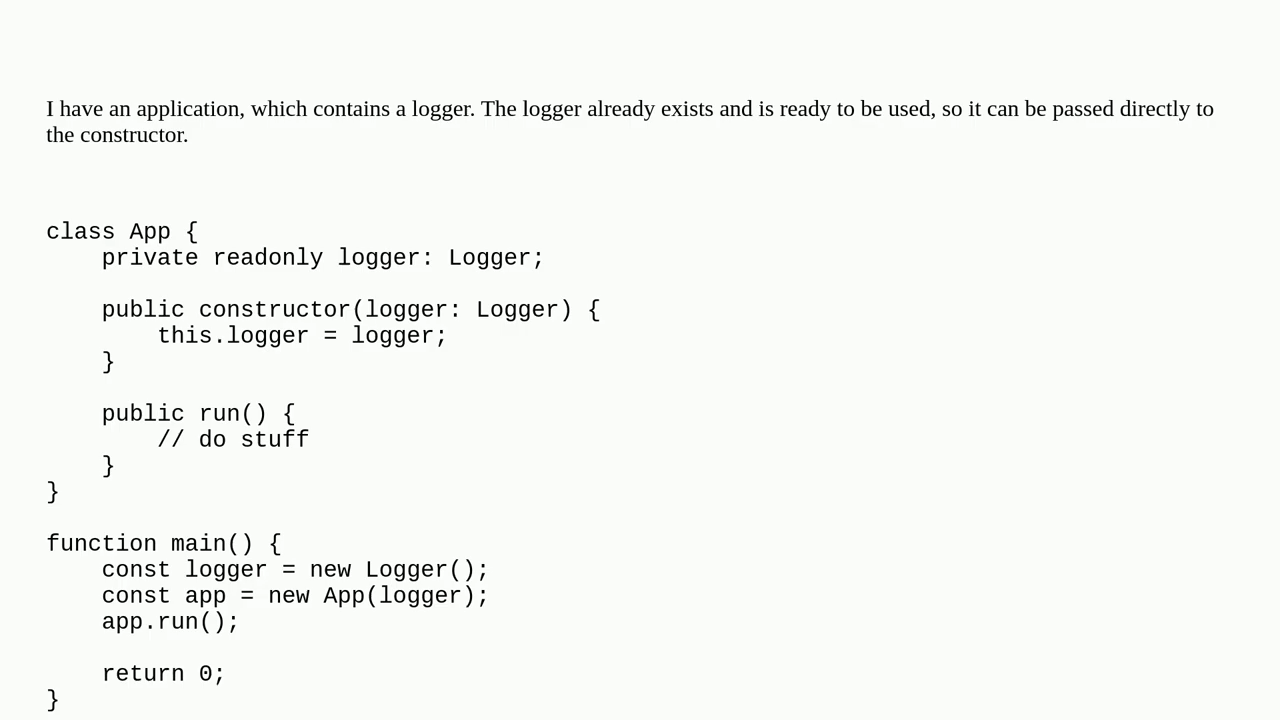 I have an application, which contains a logger. The logger already exists and is ready to be used, so it can be passed directly to
the constructor.
class App {
    private readonly logger: Logger;
    public constructor(logger: Logger) {
        this.logger = logger;
    }
    public run() {
        // do stuff
    }
}
function main() {
    const logger = new Logger();
    const app = new App(logger);
    app.run();
    return 0;
}